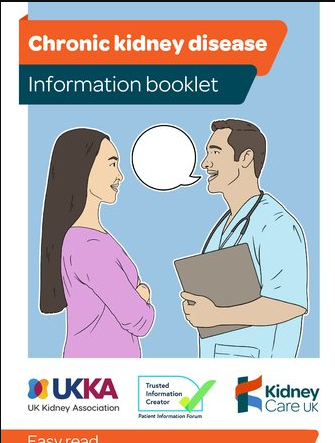 Chronic kidney disease
Information booklet
UKKA
UK Kidney Association
Trusted
Information
Creator
Patient Information Forum
Kidney
Care UK
Easy read